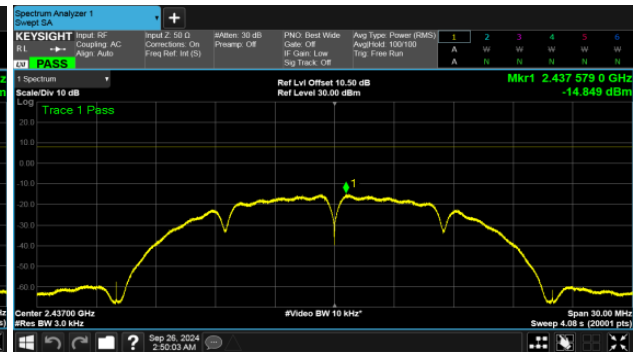 Spectrum Analyzer 1
Swept SA
+
KEYSIGHT
RL
LXI PASS
Input: RF
Coupling: AC
Align: Auto
Input Z: 50 Ω
Corrections: On
Freq Ref: Int (S)
#Atten: 30 dB
Preamp: Off
PNO: Best Wide
Gate: Off
IF Gain: Low
Sig Track: Off
Avg Type: Power (RMS)
Avg|Hold: 100/100
Trig: Free Run
1 2 3 4 5 6
A W W W W W
A N N N N N
1 Spectrum
Scale/Div 10 dB
Ref Lvl Offset 10.50 dB
Ref Level 30.00 dBm
Mkr1 2.437 579 0 GHz
-14.849 dBm
Log
Trace 1 Pass
20.0
10.0
0.00
-10.0
1
-20.0
-30.0
-40.0
-50.0
-60.0
Center 2.43700 GHz
#Res BW 3.0 kHz
#Video BW 10 kHz*
Span 30.00 MHz
Sweep 4.08 s (20001 pts)
?
Sep 26, 2024
2:50:03 AM